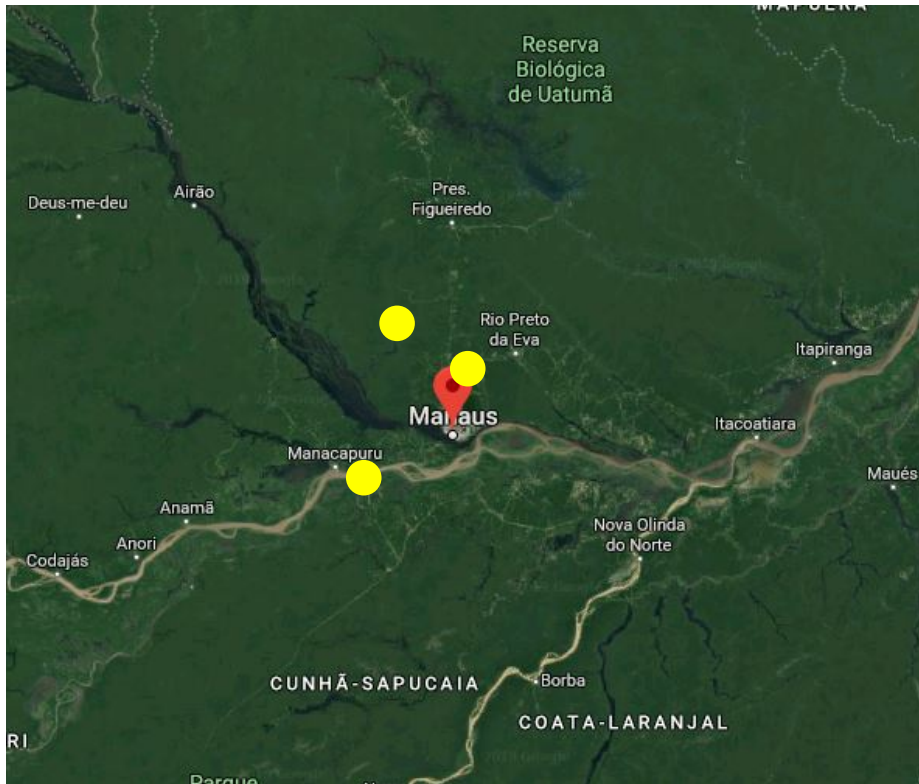 MAPUERA
Reserva
Biológica
de Uatumã
Deus-me-deu
Airão
Pres.
Figueiredo
Rio Preto
da Eva
Itapiranga
Manaus
Itacoatiara
Manacapuru
Maués
Anamã
Nova Olinda
do Norte
Anori
Codajás
CUNHÃ-SAPUCAIA
Borba
COATA-LARANJAL
RI
Parque